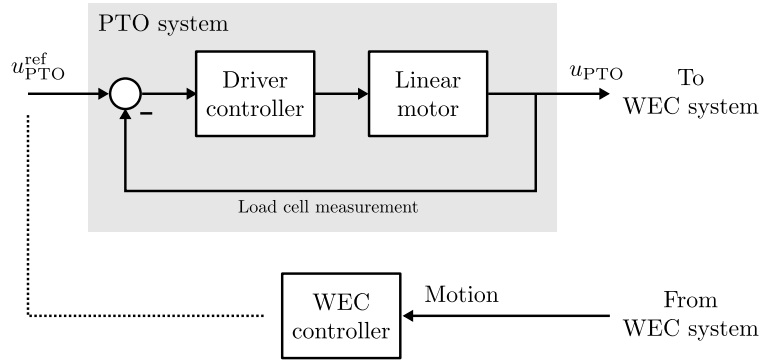 PTO system
u_PTO^ref
Driver
controller
Linear
motor
u_PTO
To
WEC system
−
Load cell measurement
WEC
controller
Motion
From
WEC system